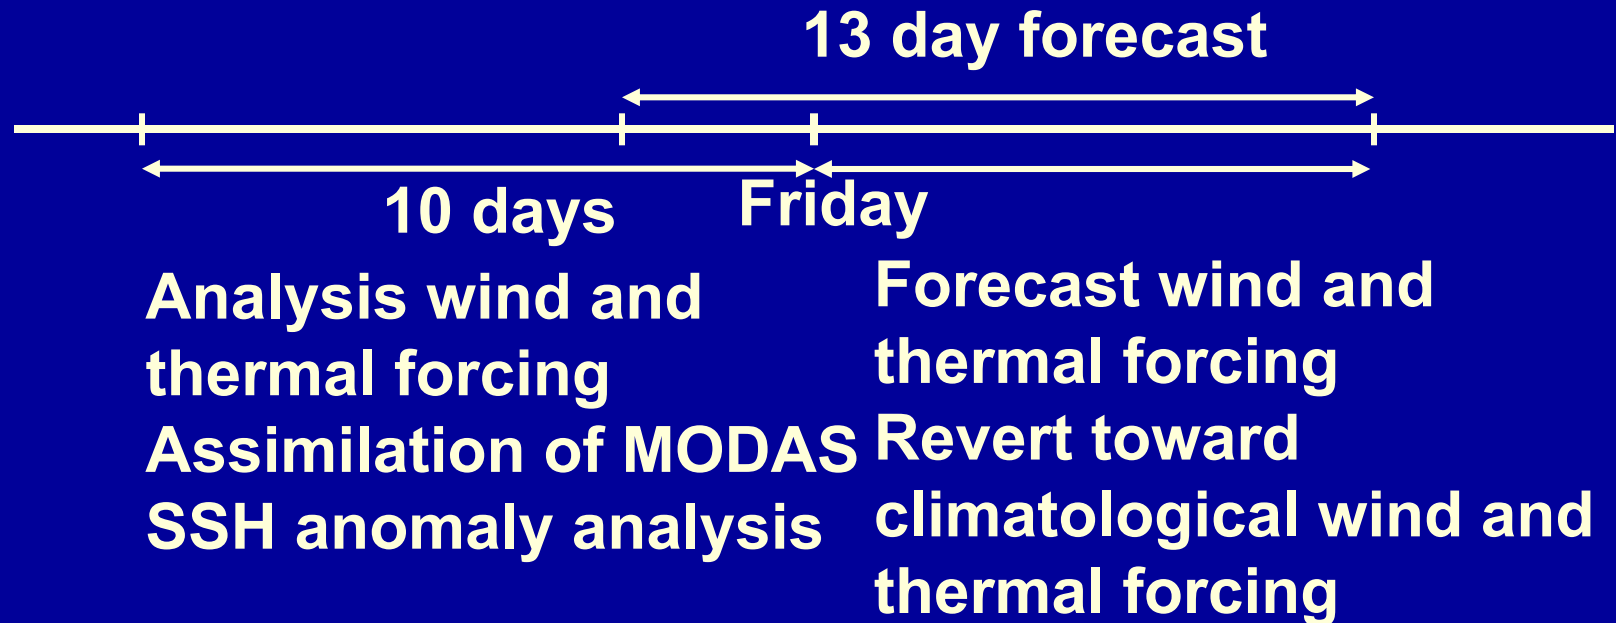 13 day forecast
10 days
Friday
Analysis wind and
thermal forcing
Assimilation of MODAS
SSH anomaly analysis
Forecast wind and
thermal forcing
Revert toward
climatological wind and
thermal forcing